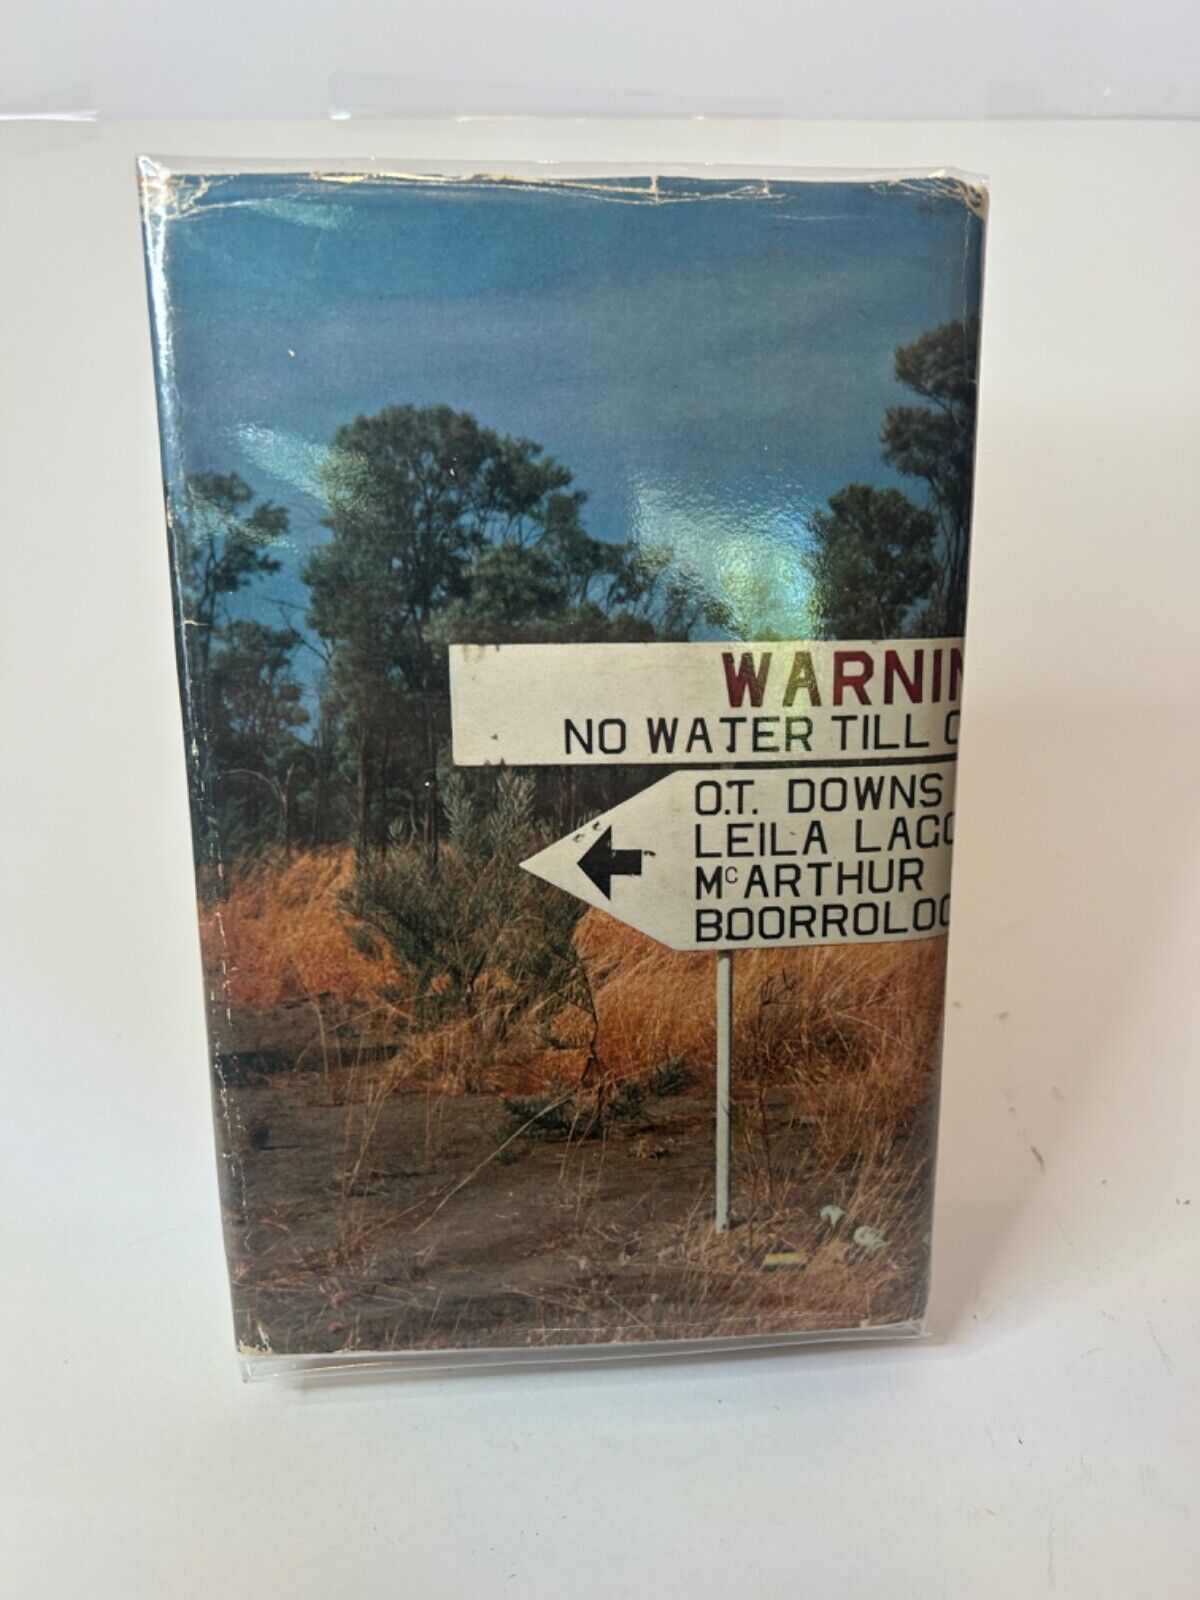 WARNIN
NO WATER TILL
O.T. DOWNS
LEILA LAGO
McARTHUR
BOORROLOO